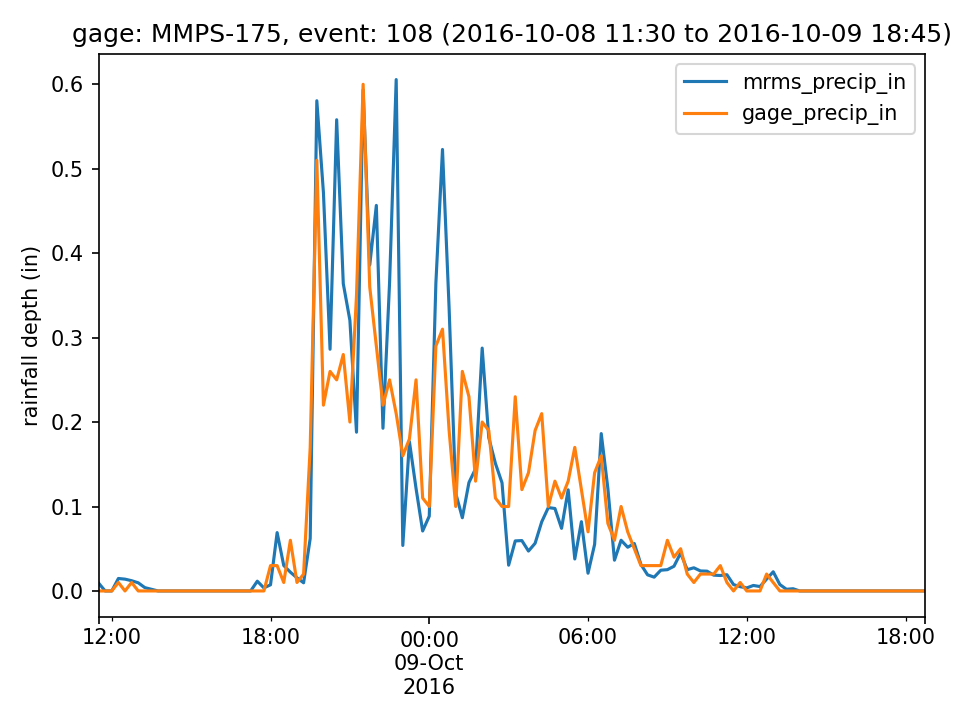 gage: MMPS-175, event: 108 (2016-10-08 11:30 to 2016-10-09 18:45)
mrms_precip_in
gage_precip_in
rainfall depth (in)
0.6
0.5
0.4
0.3
0.2
0.1
0.0
12:00 18:00 00:00 06:00 12:00 18:00
09-Oct
2016